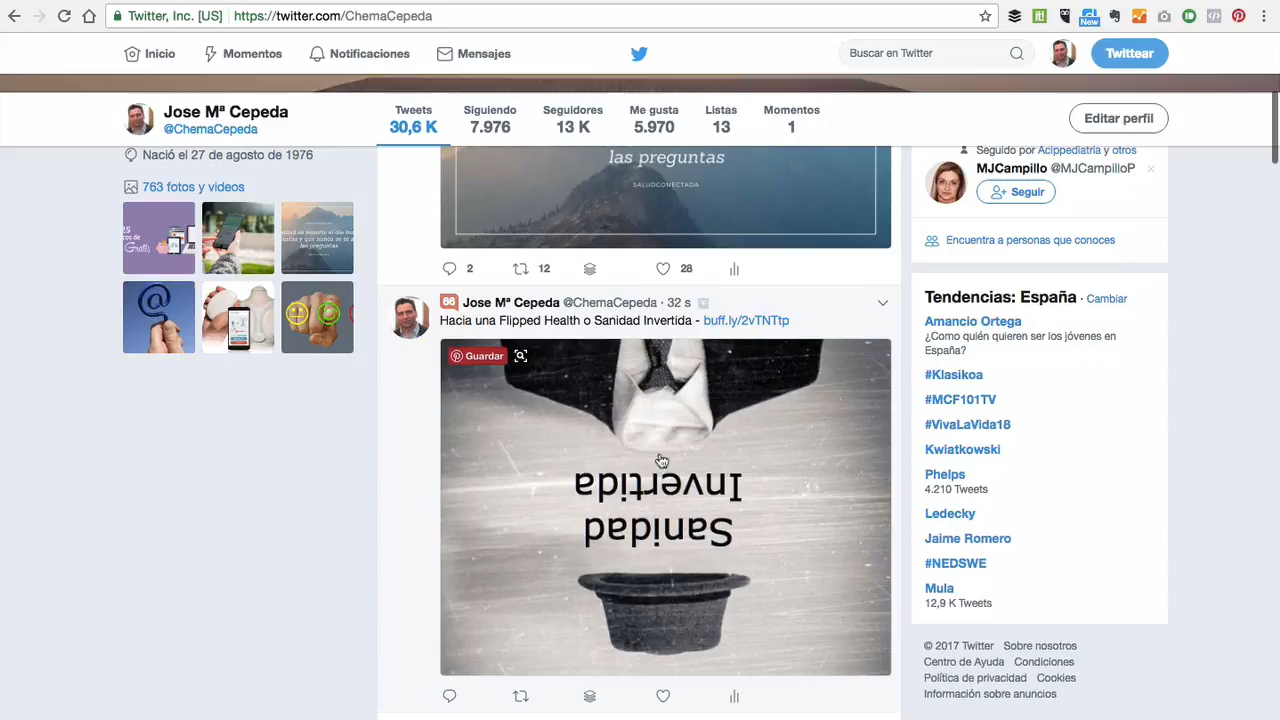 Twitter, Inc. [US]
https://twitter.com/ChemaCepeda
New
Inicio
Momentos
Notificaciones
Mensajes
Buscar en Twitter
Twittear
Jose Mª Cepeda
@ChemaCepeda
Tweets
30,6 K
Siguiendo
7.976
Seguidores
13 K
Me gusta
5.970
Listas
13
Momentos
1
Editar perfil
Nació el 27 de agosto de 1976
763 fotos y videos
las preguntas
SALUDCONECTADA
2
12
28
66 Jose Mª Cepeda @ChemaCepeda · 32 s
Hacia una Flipped Health o Sanidad Invertida - buff.ly/2vTNTtp
Guardar
Sanidad
Invertida
Seguido por Acippediatria y otros
MJCampillo @MJCampilloP
Seguir
Encuentra a personas que conoces
Tendencias: España · Cambiar
Amancio Ortega
¿Como quién quieren ser los jóvenes en
España?
#Klasikoa
#MCF101TV
#VivaLaVida18
Kwiatkowski
Phelps
4.210 Tweets
Ledecky
Jaime Romero
#NEDSWE
Mula
12,9 K Tweets
© 2017 Twitter Sobre nosotros
Centro de Ayuda Condiciones
Política de privacidad Cookies
Información sobre anuncios